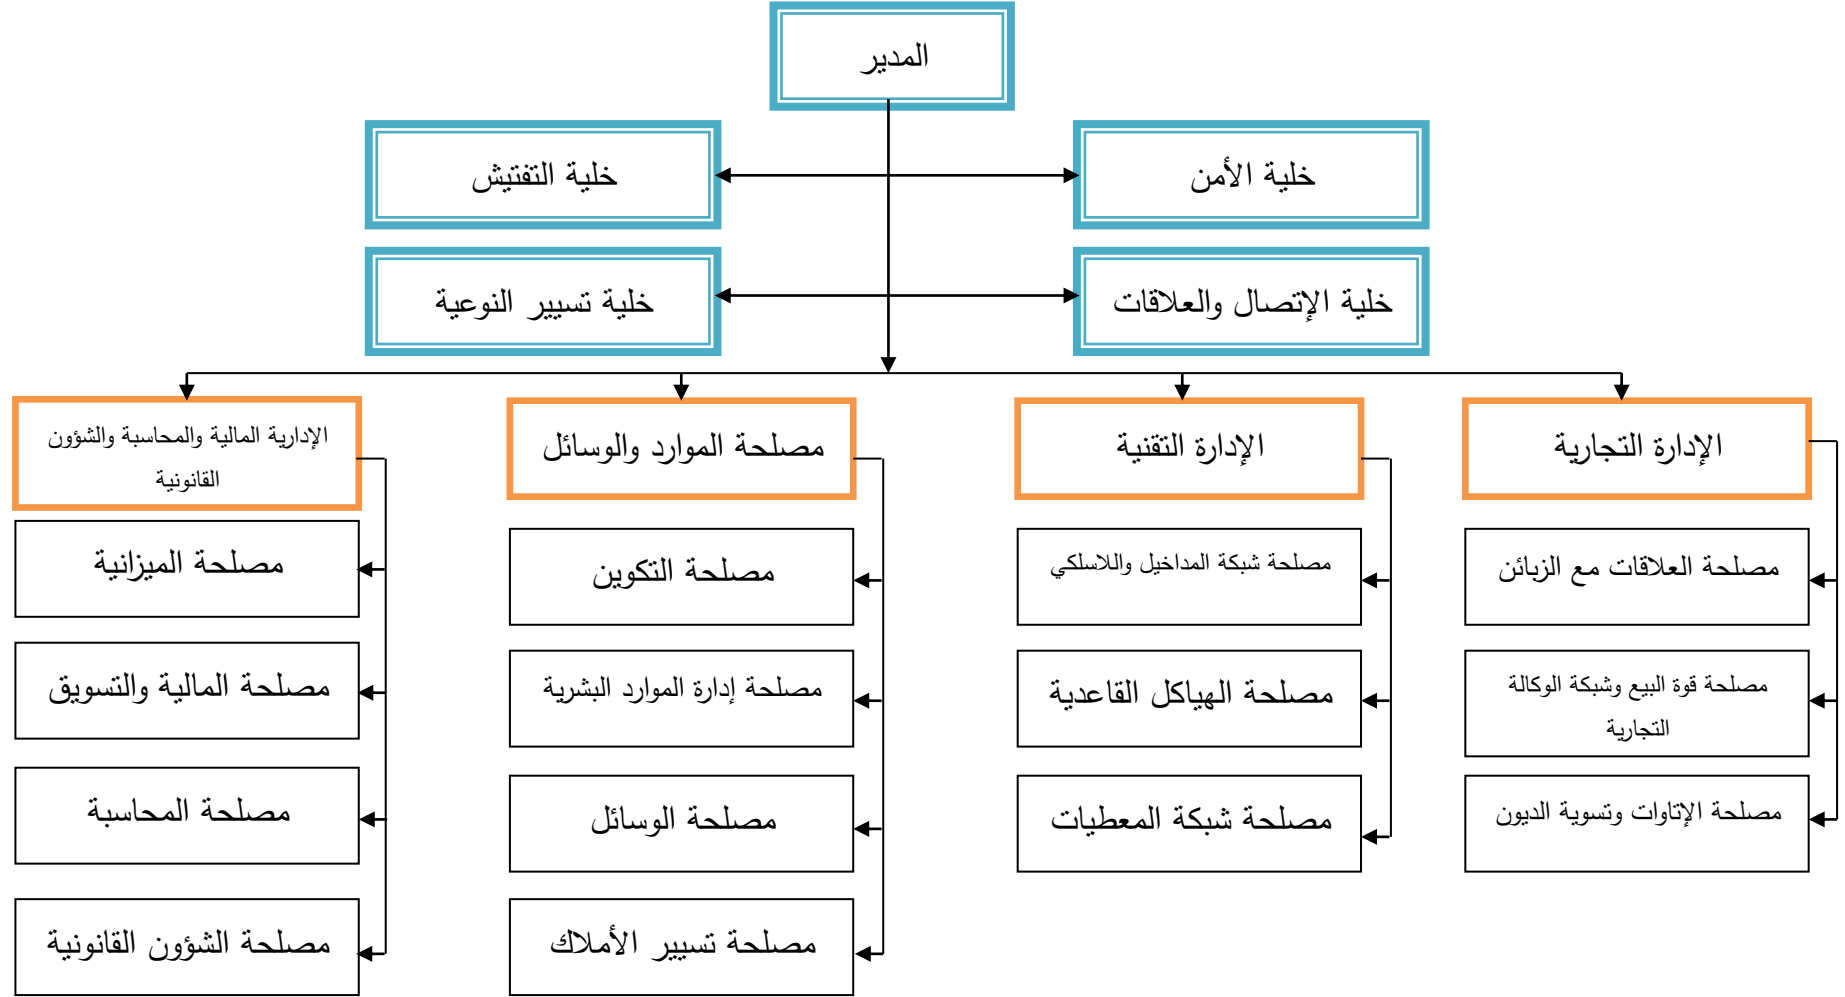 المدير
خلية الأمن
خلية التفتيش
خلية الإتصال والعلاقات
خلية تسيير النوعية
الإدارة التجارية
الإدارة التقنية
مصلحة الموارد والوسائل
الإدارية المالية والمحاسبة والشؤون
القانونية
مصلحة العلاقات مع الزبائن
مصلحة شبكة المداخيل واللاسلكي
مصلحة التكوين
مصلحة الميزانية
مصلحة قوة البيع وشبكة الوكالة
التجارية
مصلحة الهياكل القاعدية
مصلحة إدارة الموارد البشرية
مصلحة المالية والتسويق
مصلحة الإتاوات وتسوية الديون
مصلحة شبكة المعطيات
مصلحة الوسائل
مصلحة المحاسبة
مصلحة تسيير الأملاك
مصلحة الشؤون القانونية